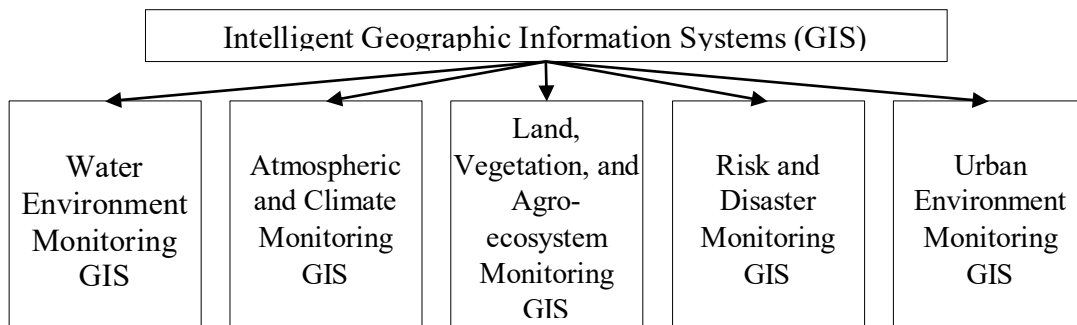 Intelligent Geographic Information Systems (GIS)
Water
Environment
Monitoring
GIS
Atmospheric
and Climate
Monitoring
GIS
Land,
Vegetation, and
Agro-
ecosystem
Monitoring
GIS
Risk and
Disaster
Monitoring
GIS
Urban
Environment
Monitoring
GIS